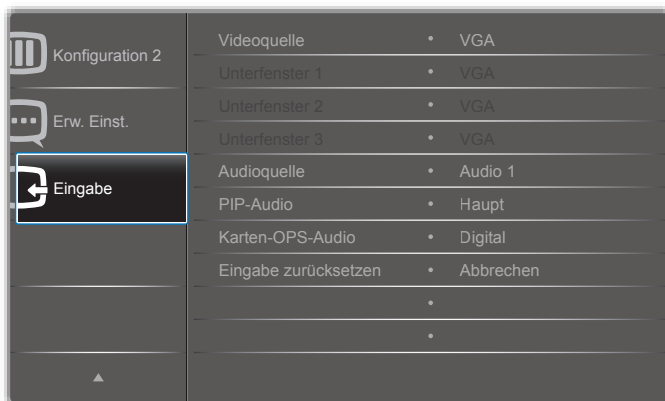 Konfiguration 2
Erw. Einst.
Eingabe
Videoquelle • VGA
Unterfenster 1 • VGA
Unterfenster 2 • VGA
Unterfenster 3 • VGA
Audioquelle • Audio 1
PIP-Audio • Haupt
Karten-OPS-Audio • Digital
Eingabe zurücksetzen • Abbrechen
•
•